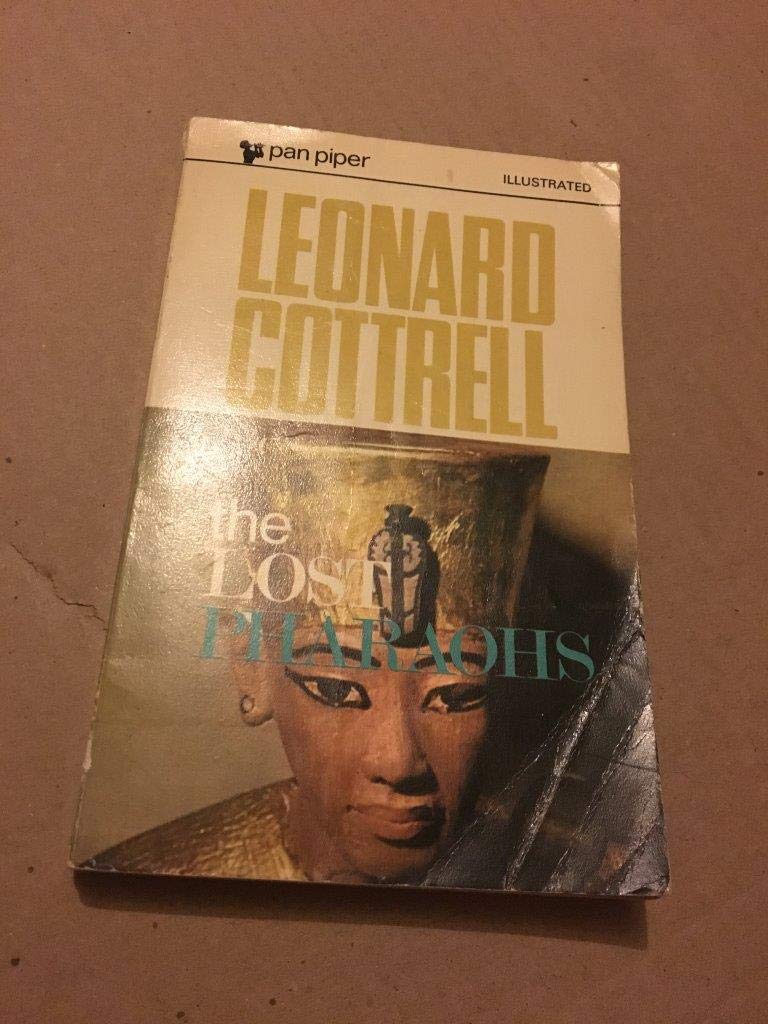 pan piper
ILLUSTRATED
LEONARD
COTTRELL
the
LOST
PHARAOHS